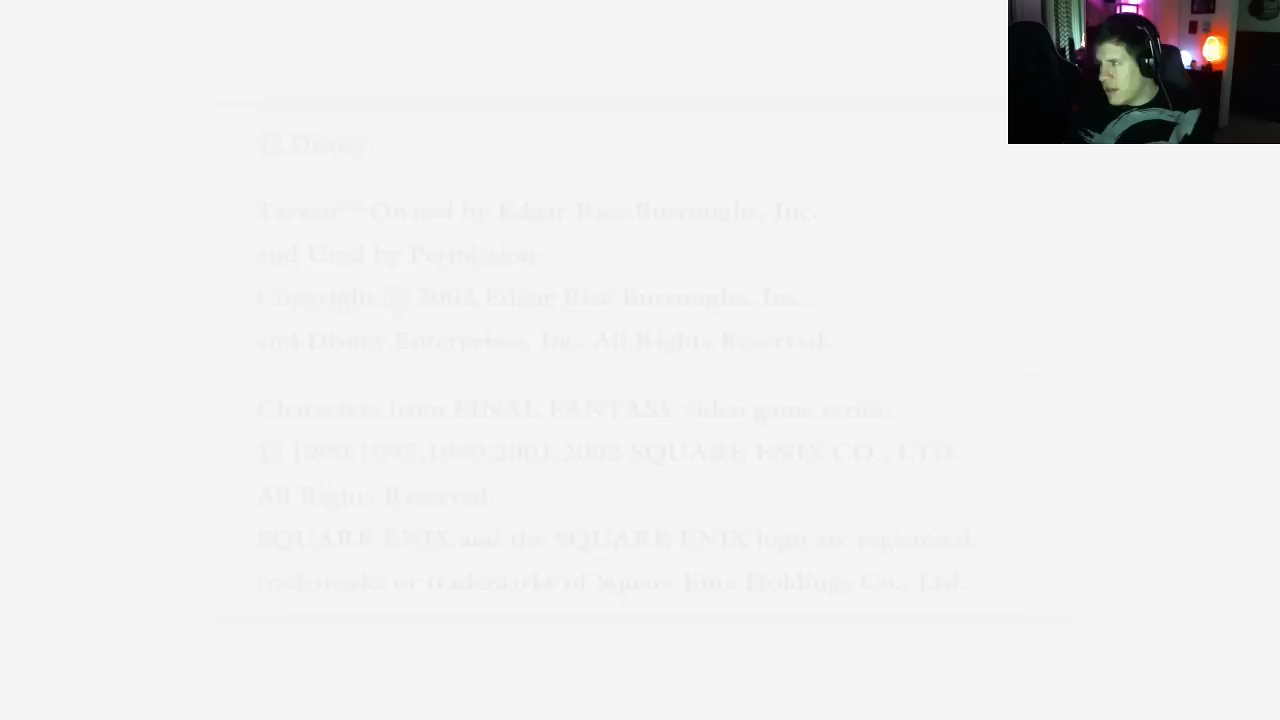 © Disney
Tarzan™ Owned by Edgar Rice Burroughs, Inc.
and Used by Permission
Copyright © 2002 Edgar Rice Burroughs, Inc.
and Disney Enterprises, Inc. All Rights Reserved.
Characters from FINAL FANTASY video game series.
© 1990,1997,1999,2001,2002 SQUARE ENIX CO., LTD.
All Rights Reserved.
SQUARE ENIX and the SQUARE ENIX logo are registered
trademarks or trademarks of Square Enix Holdings Co., Ltd.